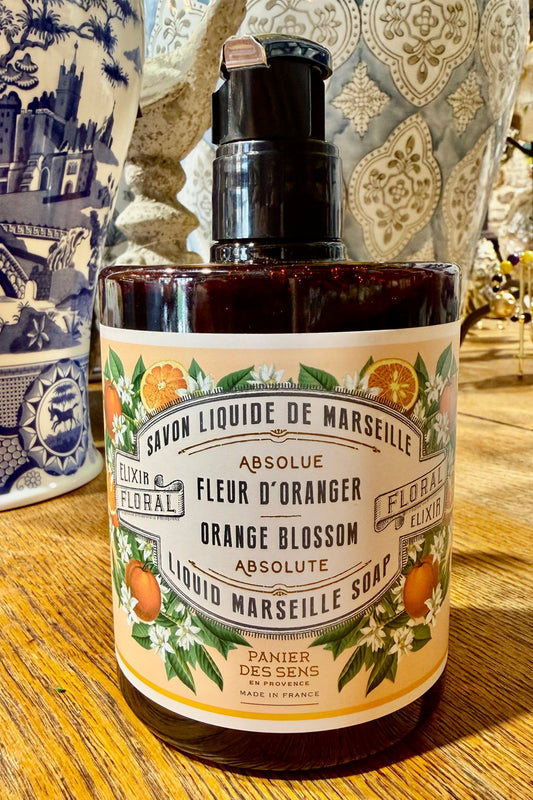 SAVON LIQUIDE DE MARSEILLE
ABSOLUE
FLEUR D'ORANGER
ELIXIR
FLORAL
FLORAL
ELIXIR
ORANGE BLOSSOM
ABSOLUTE
LIQUID MARSEILLE SOAP
PANIER
DES SENS
EN PROVENCE
MADE IN FRANCE